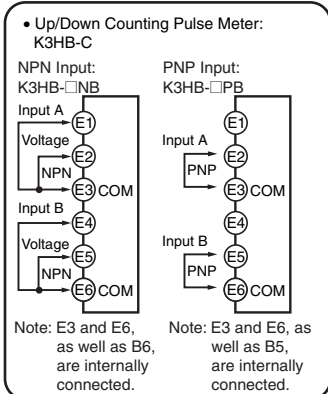 • Up/Down Counting Pulse Meter:
K3HB-C
NPN Input:
K3HB-□NB
Input A
Voltage
NPN
Input B
Voltage
NPN
E1
E2
E3 COM
E4
E5
E6 COM
Note: E3 and E6,
as well as B6,
are internally
connected.
PNP Input:
K3HB-□PB
Input A
PNP
Input B
PNP
E1
E2
E3 COM
E4
E5
E6 COM
Note: E3 and E6, as
well as B5,
are internally
connected.